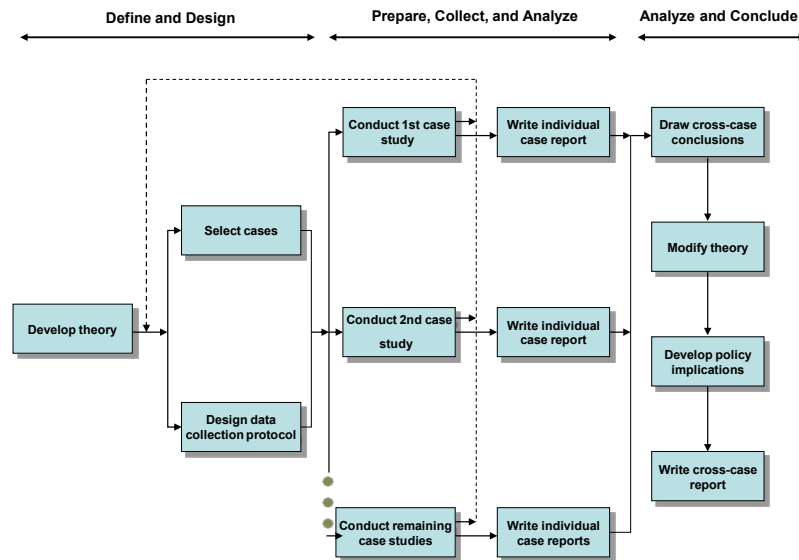 Define and Design
Prepare, Collect, and Analyze
Analyze and Conclude
Conduct 1st case
study
Write individual
case report
Draw cross-case
conclusions
Select cases
Modify theory
Develop theory
Conduct 2nd case
study
Write individual
case report
Develop policy
implications
Design data
collection protocol
Write cross-case
report
Conduct remaining
case studies
Write individual
case reports